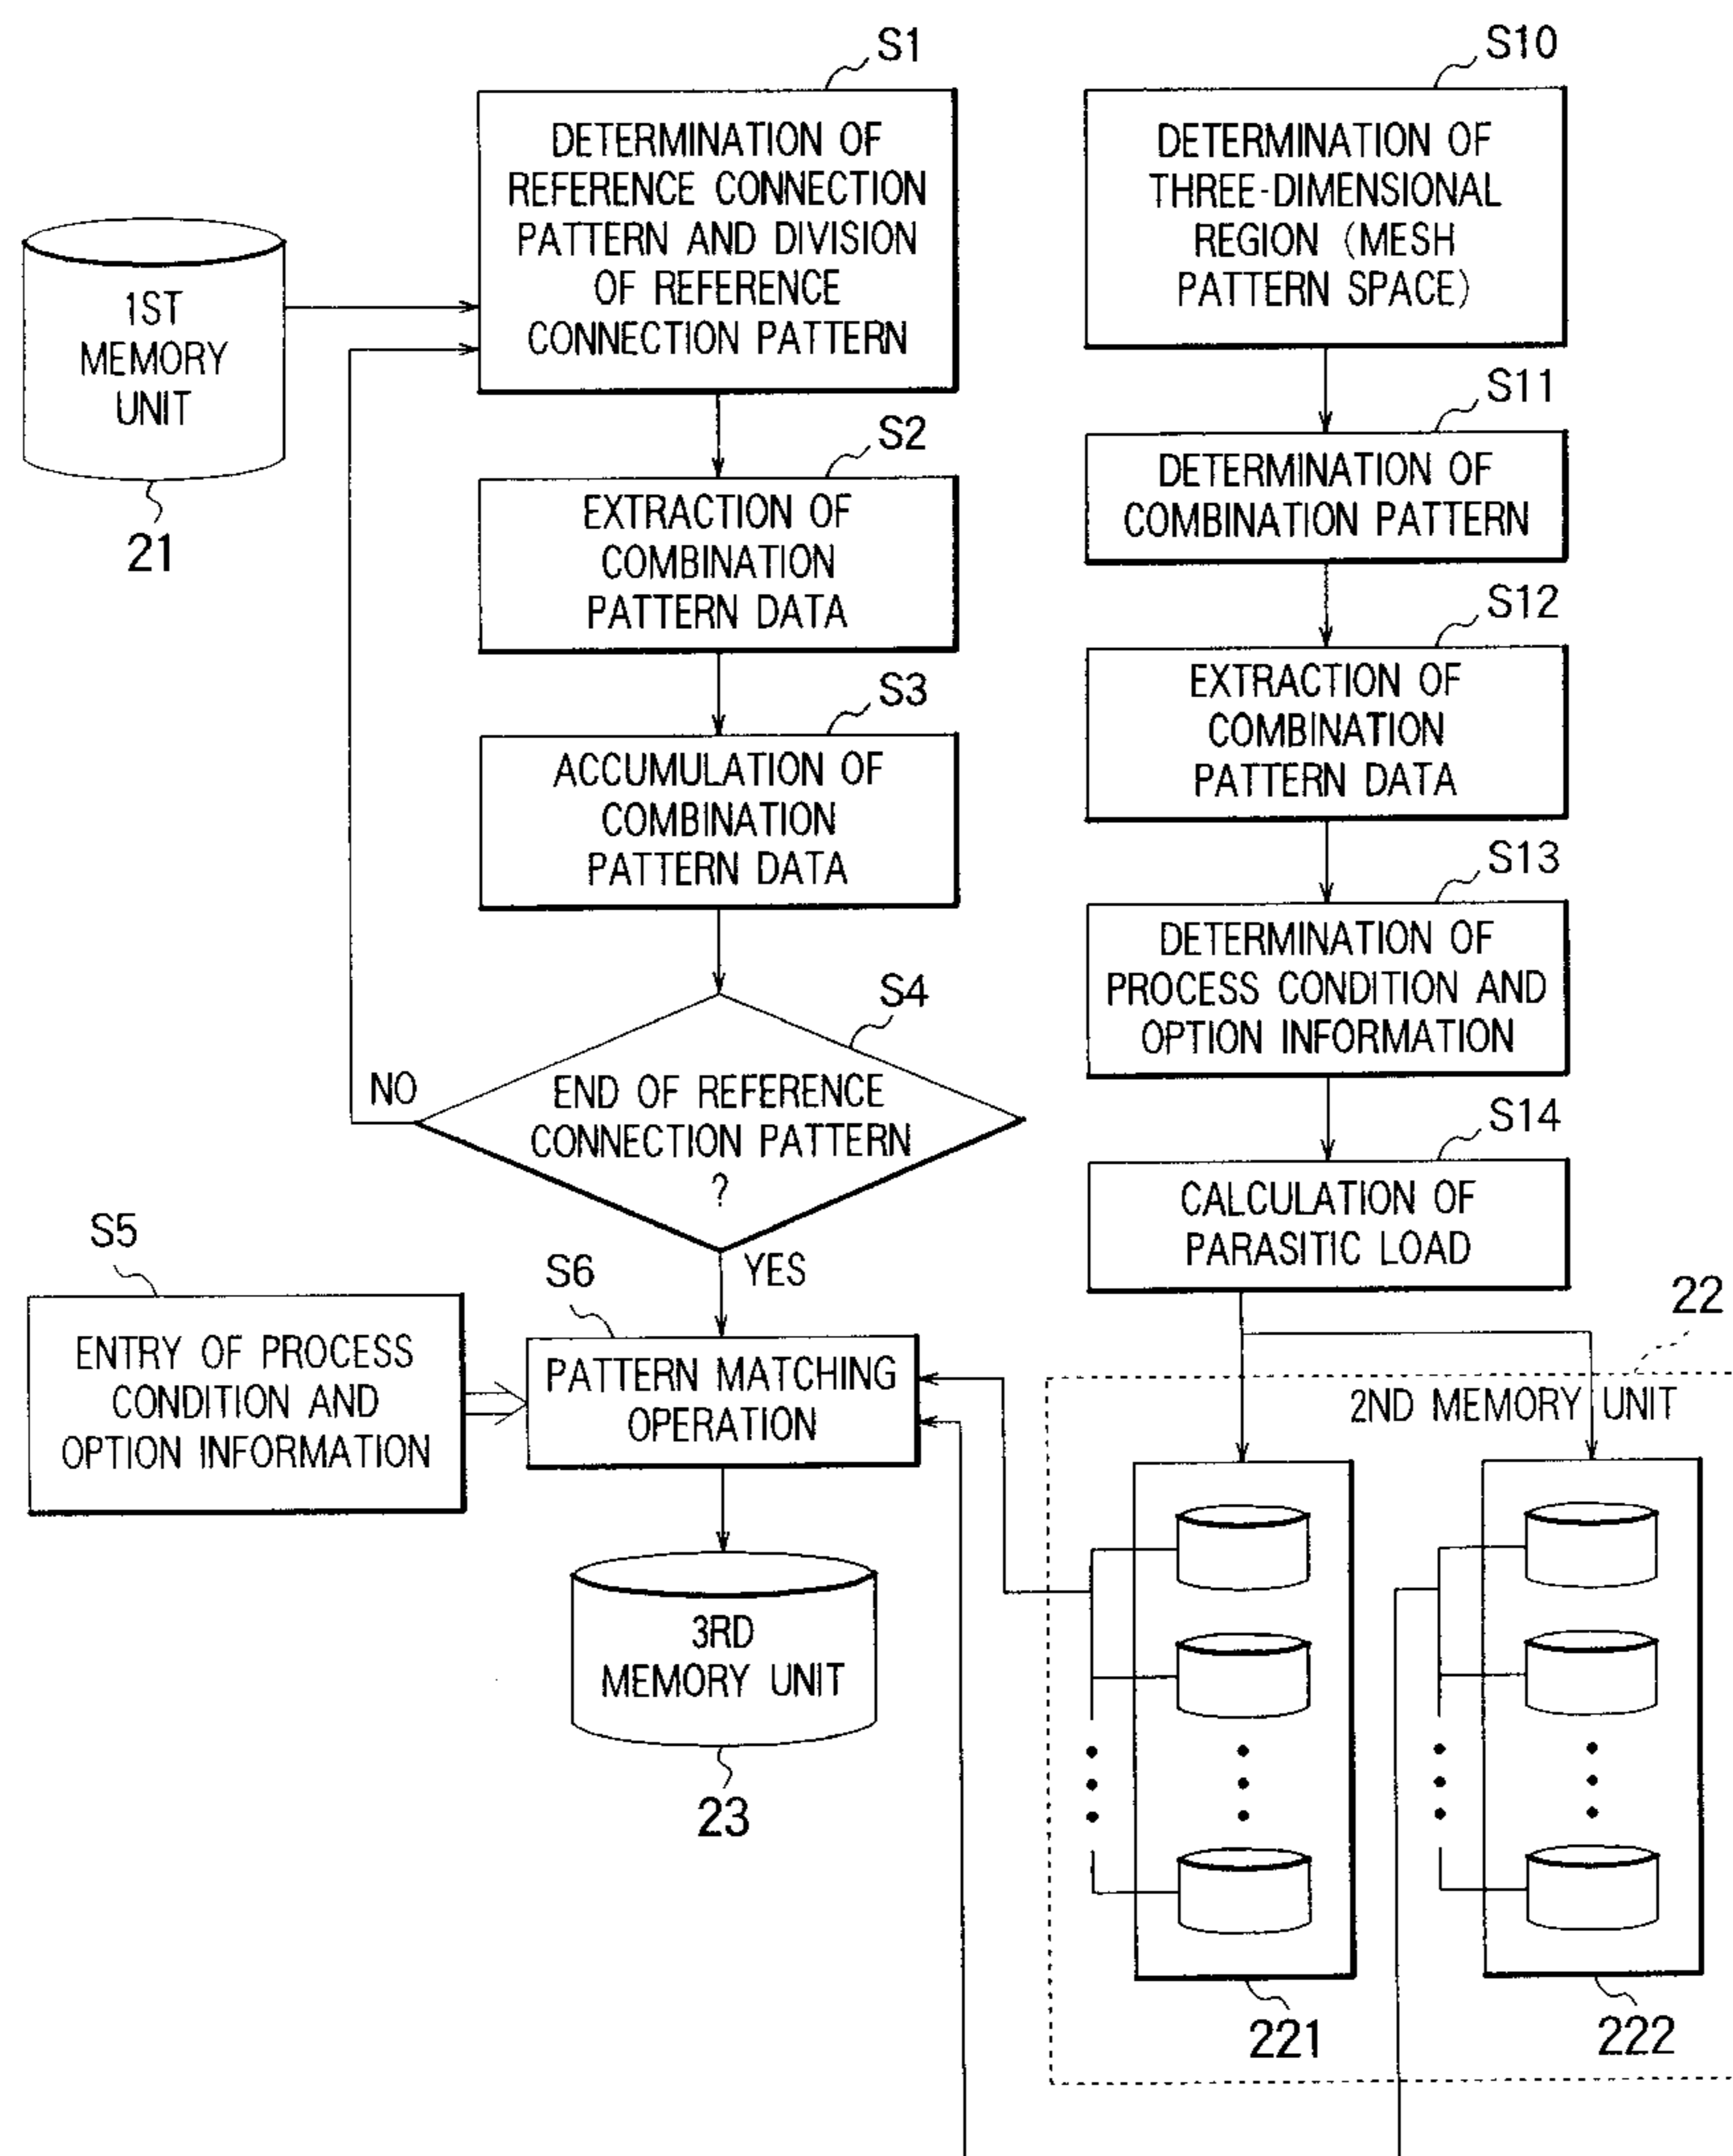 S1
DETERMINATION OF
REFERENCE CONNECTION
PATTERN AND DIVISION
OF REFERENCE
CONNECTION PATTERN
1ST
MEMORY
UNIT
21
S2
EXTRACTION OF
COMBINATION
PATTERN DATA
S3
ACCUMULATION OF
COMBINATION
PATTERN DATA
S4
END OF REFERENCE
CONNECTION PATTERN
?
NO
YES
S5
ENTRY OF PROCESS
CONDITION AND
OPTION INFORMATION
S6
PATTERN MATCHING
OPERATION
3RD
MEMORY UNIT
23
S10
DETERMINATION OF
THREE-DIMENSIONAL
REGION (MESH
PATTERN SPACE)
S11
DETERMINATION OF
COMBINATION PATTERN
S12
EXTRACTION OF
COMBINATION
PATTERN DATA
S13
DETERMINATION OF
PROCESS CONDITION AND
OPTION INFORMATION
S14
CALCULATION OF
PARASITIC LOAD
22
2ND MEMORY UNIT
221
222